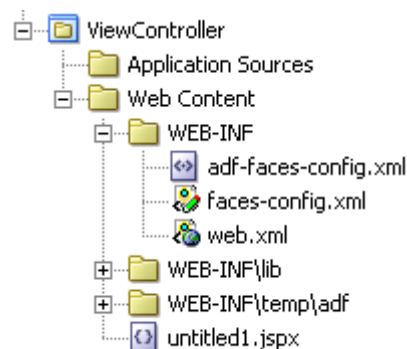 ViewController
Application Sources
Web Content
WEB-INF
adf-faces-config.xml
faces-config.xml
web.xml
WEB-INF\lib
WEB-INF\temp\adf
untitled1.jspx